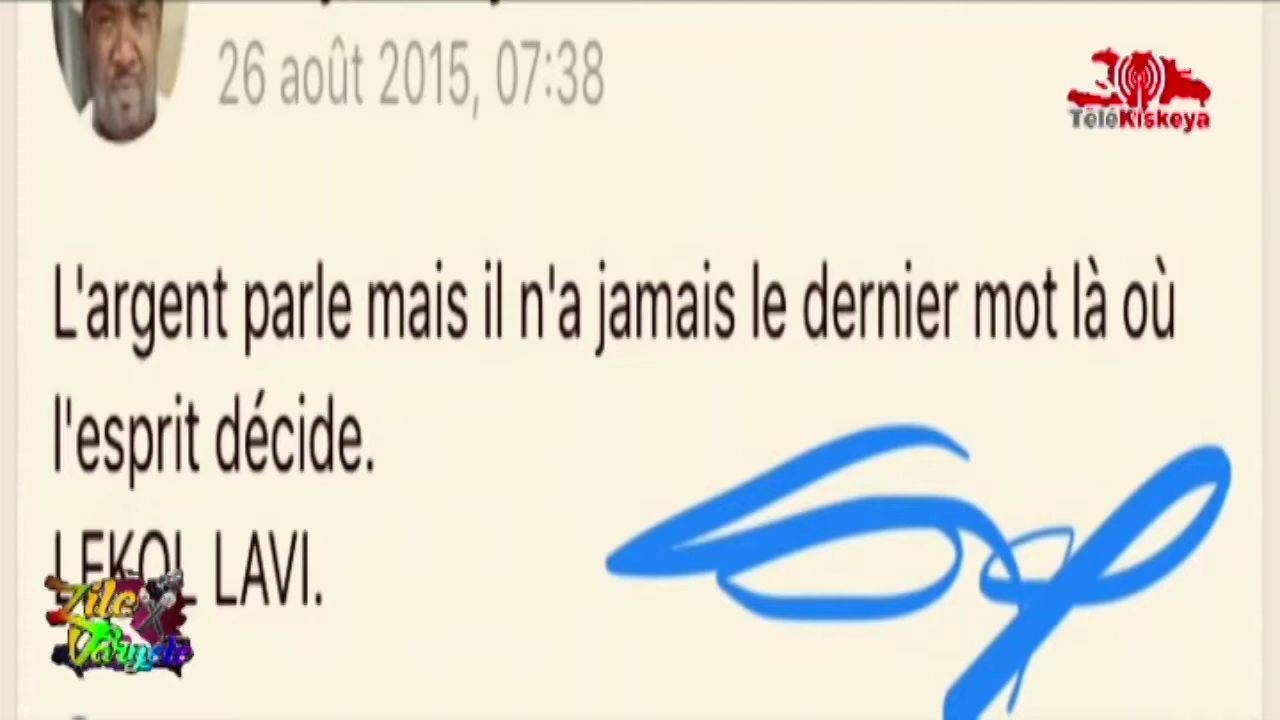 26 août 2015, 07:38
TéléKiskeya
L'argent parle mais il n'a jamais le dernier mot là où
l'esprit décide.
LEKOL LAVI.
Zile